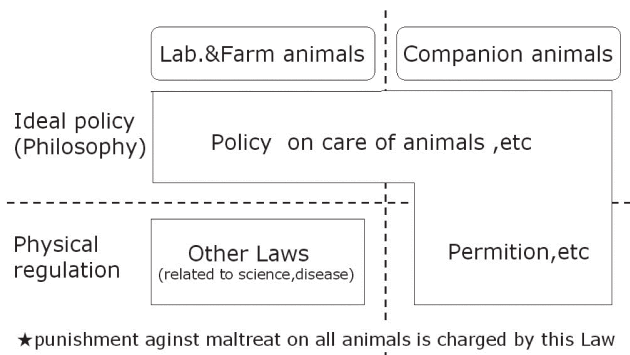 Lab.&Farm animals
Companion animals
Ideal policy
(Philosophy)
Policy on care of animals ,etc
Physical
regulation
Other Laws
(related to science,disease)
Permition,etc
★punishment aginst maltreat on all animals is charged by this Law